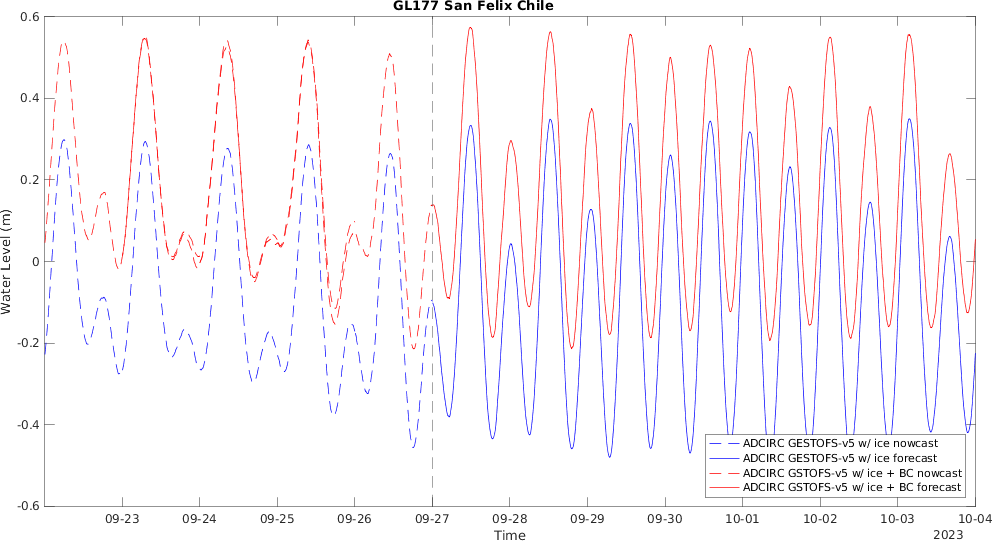 GL177 San Felix Chile
0.6
0.4
0.2
0
-0.2
-0.4
-0.6
Water Level (m)
ADCIRC GESTOFS-v5 w/ ice nowcast
ADCIRC GESTOFS-v5 w/ ice forecast
ADCIRC GSTOFS-v5 w/ ice + BC nowcast
ADCIRC GSTOFS-v5 w/ ice + BC forecast
09-23 09-24 09-25 09-26 09-27 09-28 09-29 09-30 10-01 10-02 10-03 10-04
Time
2023